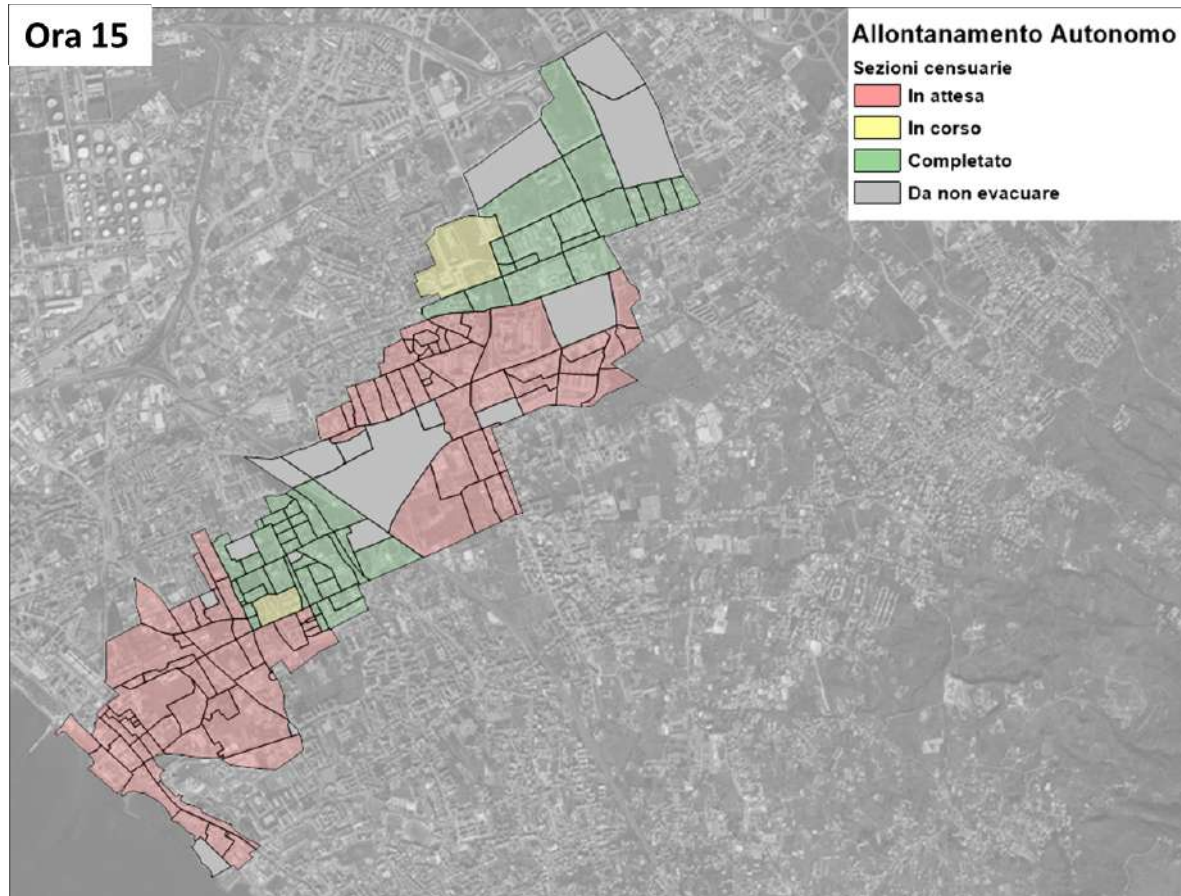 Ora 15
Allontanamento Autonomo
Sezioni censuarie
In attesa
In corso
Completato
Da non evacuare